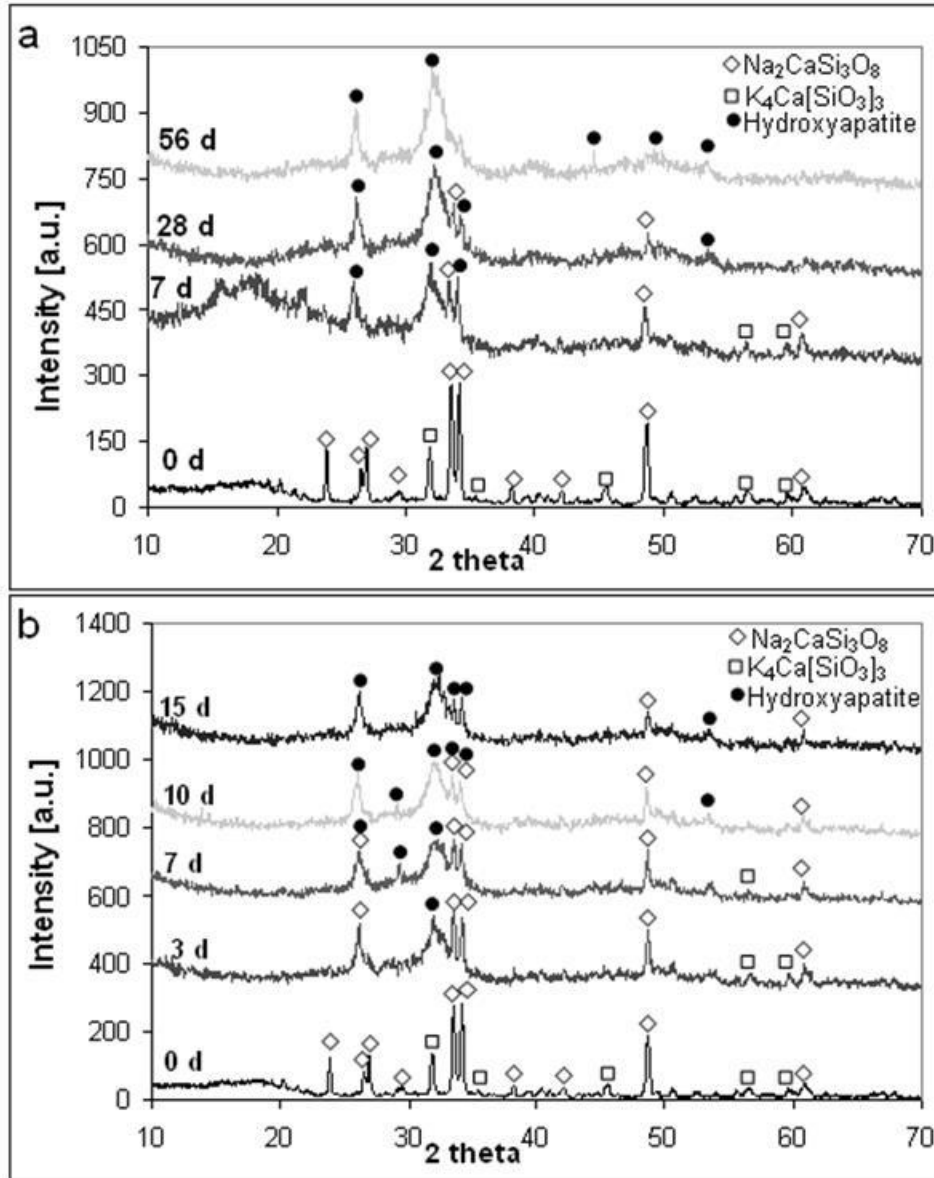 a
1050
900
750
600
450
300
150
0
Intensity [a.u.]
56 d
28 d
7 d
0 d
Na₂CaSi₃O₈
K₄Ca[SiO₃]₃
Hydroxyapatite
10 20 30 40 50 60 70
2 theta
b
1400
1200
1000
800
600
400
200
0
Intensity [a.u.]
15 d
10 d
7 d
3 d
0 d
Na₂CaSi₃O₈
K₄Ca[SiO₃]₃
Hydroxyapatite
10 20 30 40 50 60 70
2 theta